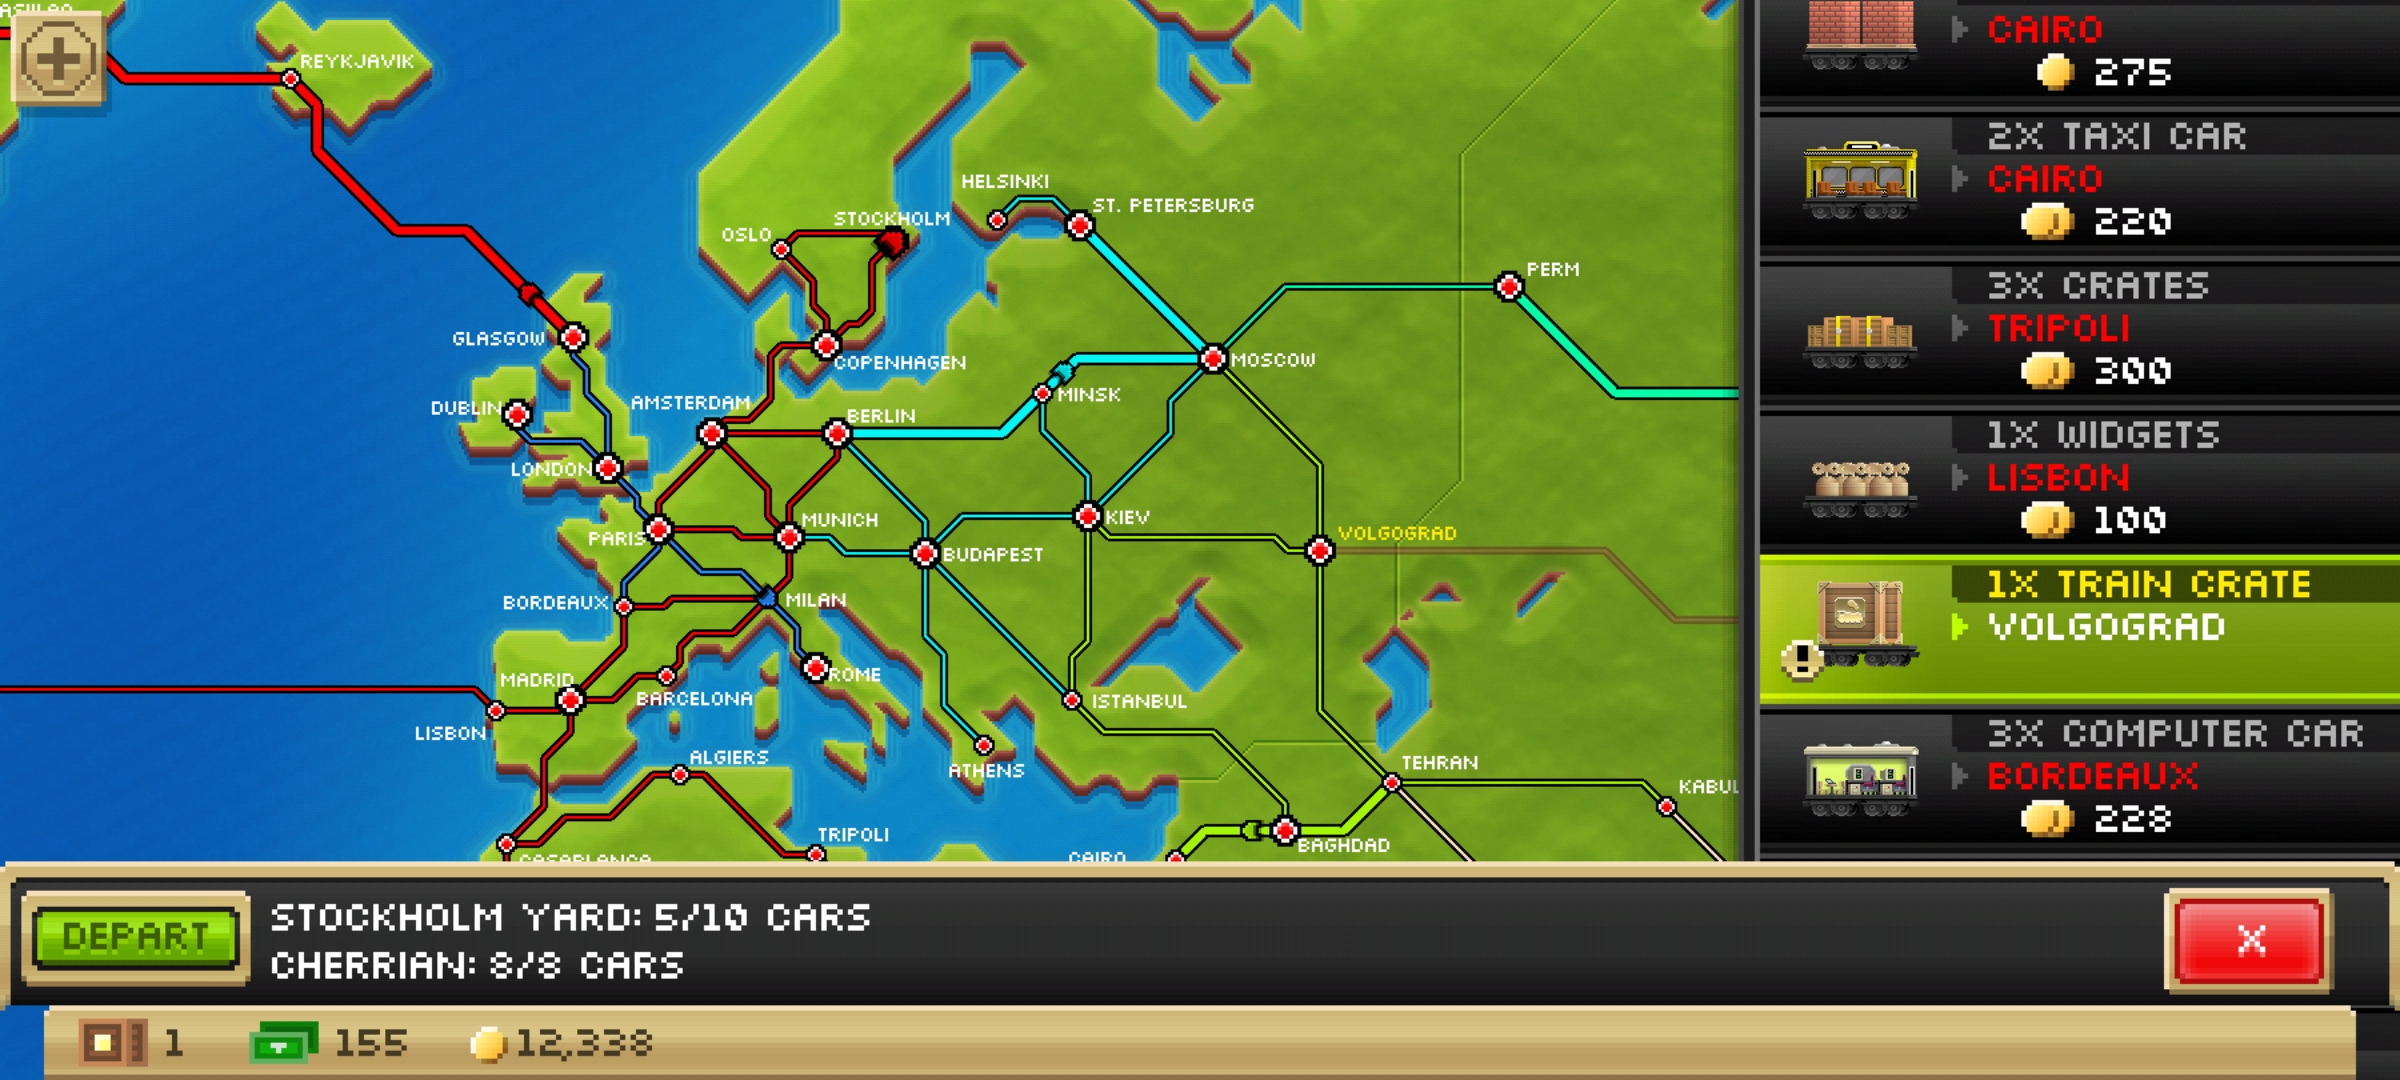 REYKJAVIK
HELSINKI
ST. PETERSBURG
STOCKHOLM
OSLO
PERM
GLASGOW
COPENHAGEN
MOSCOW
MINSK
AMSTERDAM
DUBLIN
BERLIN
LONDON
MUNICH
KIEV
PARIS
VOLGOGRAD
BUDAPEST
BORDEAUX
MILAN
MADRID
ROME
BARCELONA
ISTANBUL
LISBON
ALGIERS
ATHENS
TEHRAN
TRIPOLI
BAGHDAD
CASABLANCA
CAIRO
CAIRO
275
2X TAXI CAR
CAIRO
220
3X CRATES
TRIPOLI
300
1X WIDGETS
LISBON
100
1X TRAIN CRATE
VOLGOGRAD
3X COMPUTER CAR
BORDEAUX
228
DEPART
STOCKHOLM YARD: 5/10 CARS
CHERRIAN: 8/8 CARS
X
1
155
12,338